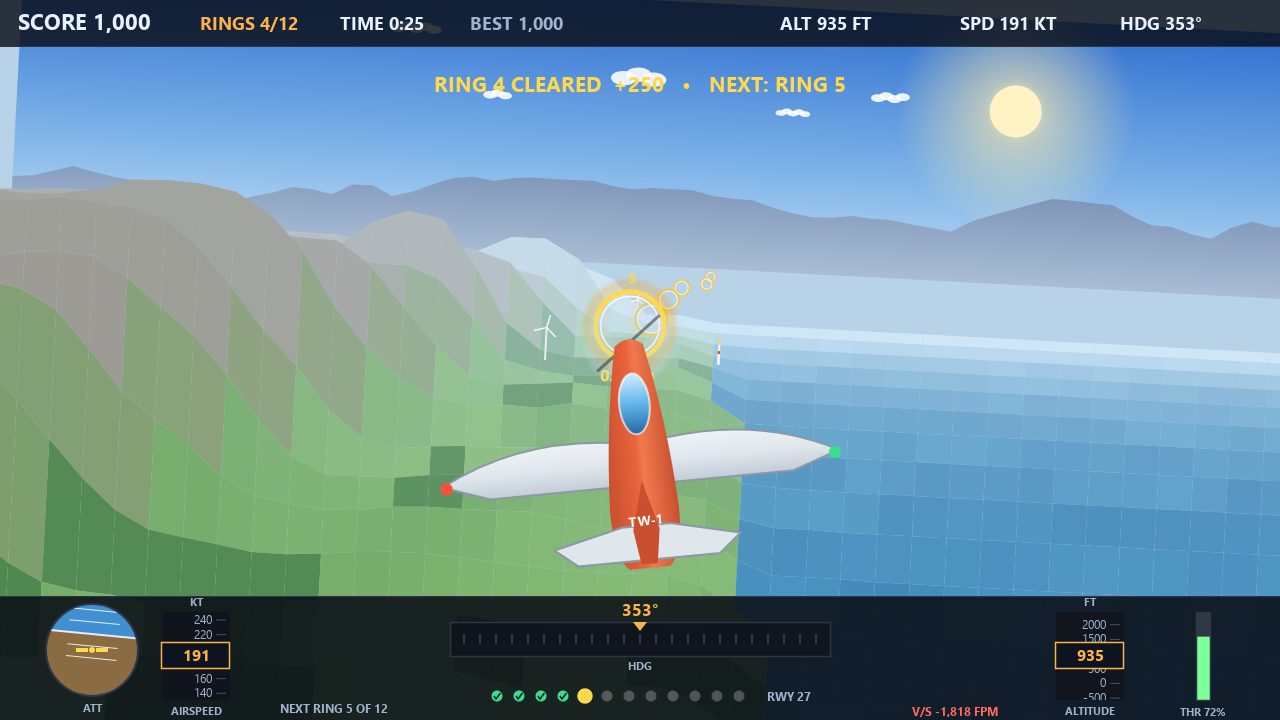 SCORE 1,000 RINGS 4/12 TIME 0:25 BEST 1,000 ALT 935 FT SPD 191 KT HDG 353°
RING 4 CLEARED +250 • NEXT: RING 5
5
0.
TW-1
353°
HDG
NEXT RING 5 OF 12
RWY 27
ATT
KT
240
220
191
160
140
AIRSPEED
FT
2000
1500
935
500
0
-500
ALTITUDE
V/S -1,818 FPM
THR 72%